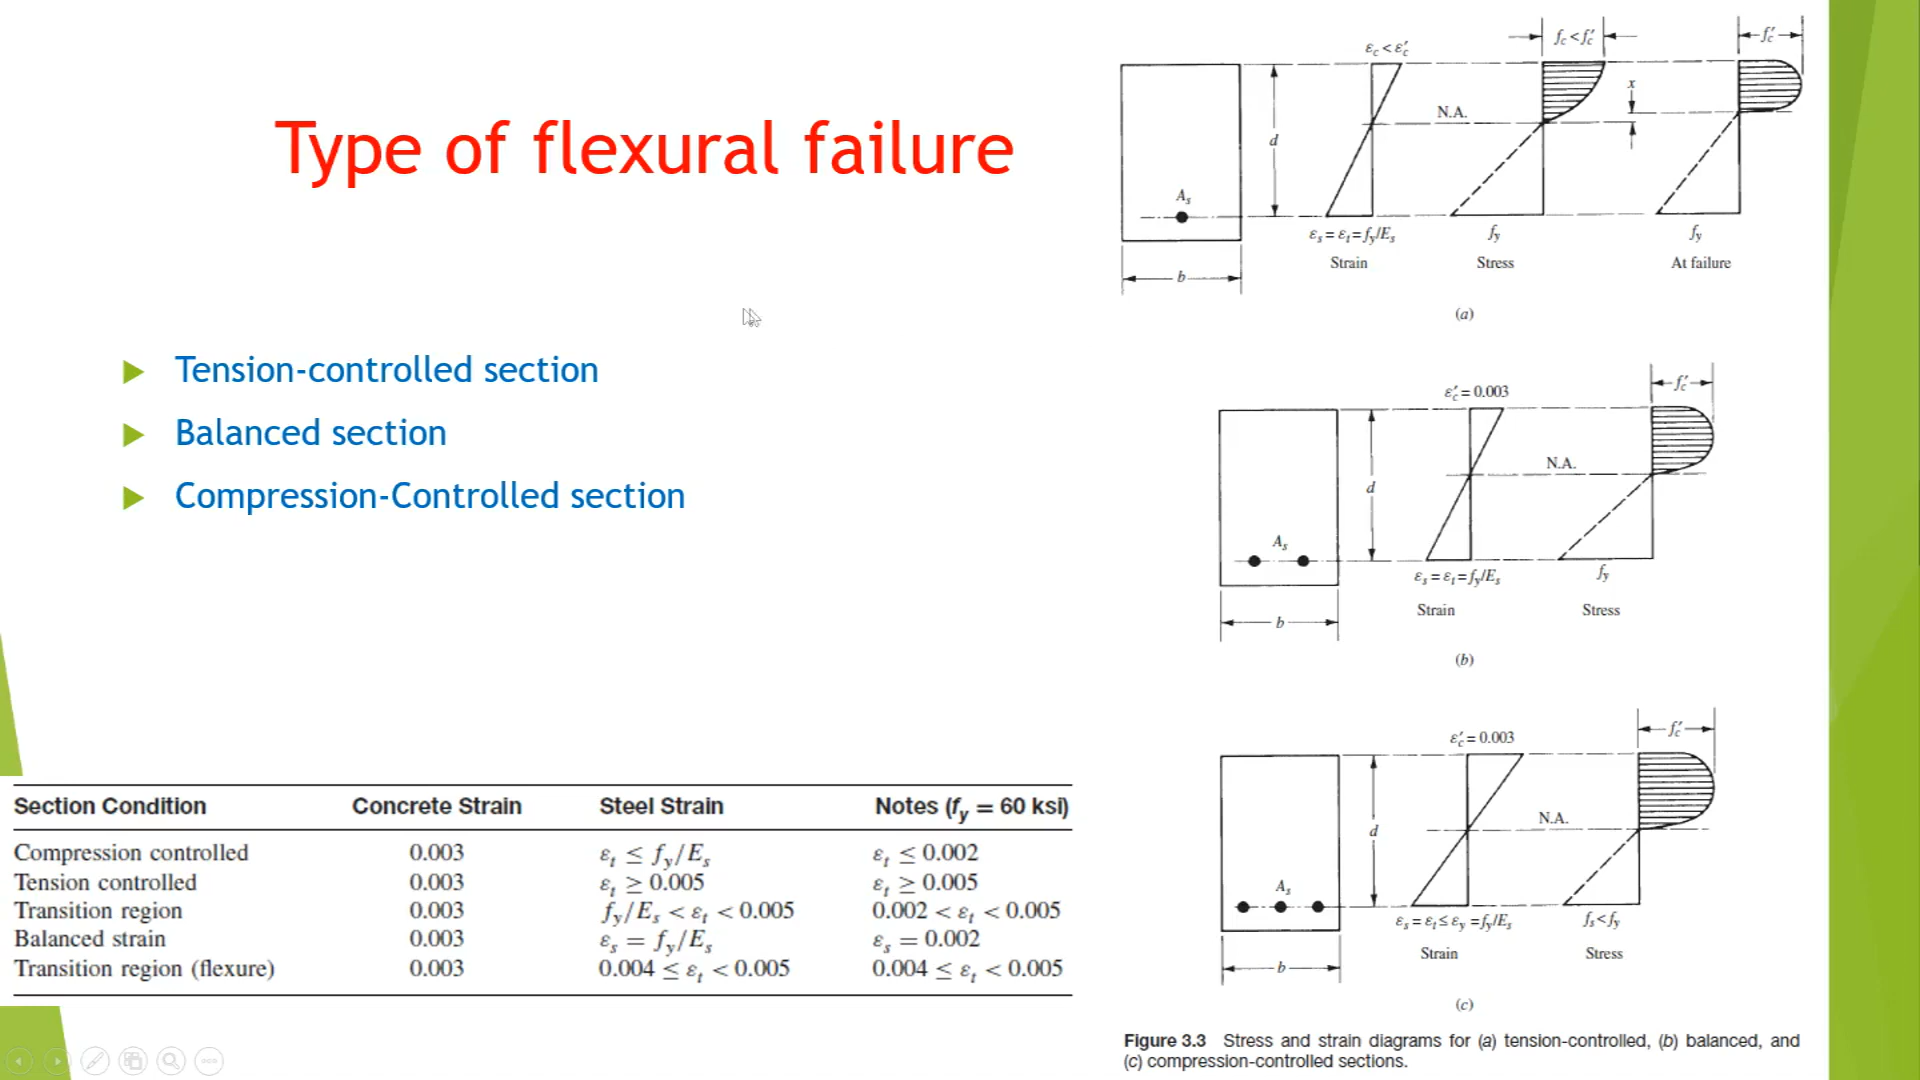 Type of flexural failure
Tension-controlled section
Balanced section
Compression-Controlled section
Section Condition Concrete Strain Steel Strain Notes (fy = 60 ksi)
Compression controlled 0.003 εt ≤ fy/Es εt ≤ 0.002
Tension controlled 0.003 εt ≥ 0.005 εt ≥ 0.005
Transition region 0.003 fy/Es < εt < 0.005 0.002 < εt < 0.005
Balanced strain 0.003 εs = fy/Es εs = 0.002
Transition region (flexure) 0.003 0.004 ≤ εt < 0.005 0.004 ≤ εt < 0.005
εc < ε′c fc < f′c f′c
x
N.A.
d
As
εs = εt = fy/Es fy fy
Strain Stress At failure
b
(a)
f′c
ε′c = 0.003
N.A.
d
As
εs = εt = fy/Es fy
Strain Stress
b
(b)
f′c
ε′c = 0.003
N.A.
d
As
εs = εt ≤ εy = fy/Es fs < fy
Strain Stress
b
(c)
Figure 3.3 Stress and strain diagrams for (a) tension-controlled, (b) balanced, and
(c) compression-controlled sections.